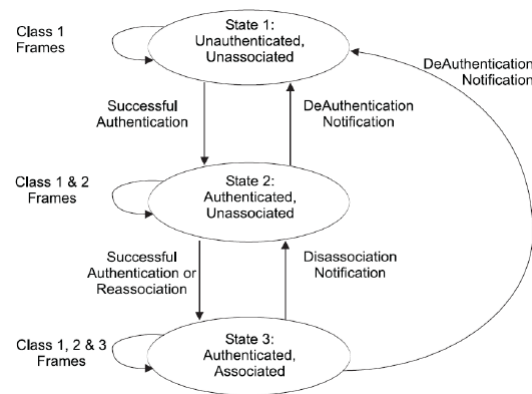 Class 1
Frames
State 1:
Unauthenticated,
Unassociated
DeAuthentication
Notification
Successful
Authentication
DeAuthentication
Notification
Class 1 & 2
Frames
State 2:
Authenticated,
Unassociated
Successful
Authentication or
Reassociation
Disassociation
Notification
Class 1, 2 & 3
Frames
State 3:
Authenticated,
Associated